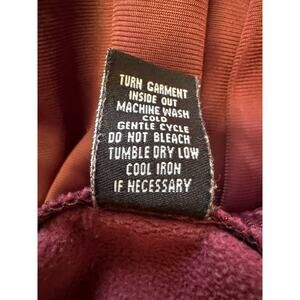 TURN GARMENT
INSIDE OUT
MACHINE WASH
COLD
GENTLE CYCLE
DO NOT BLEACH
TUMBLE DRY LOW
COOL IRON
IF NECESSARY